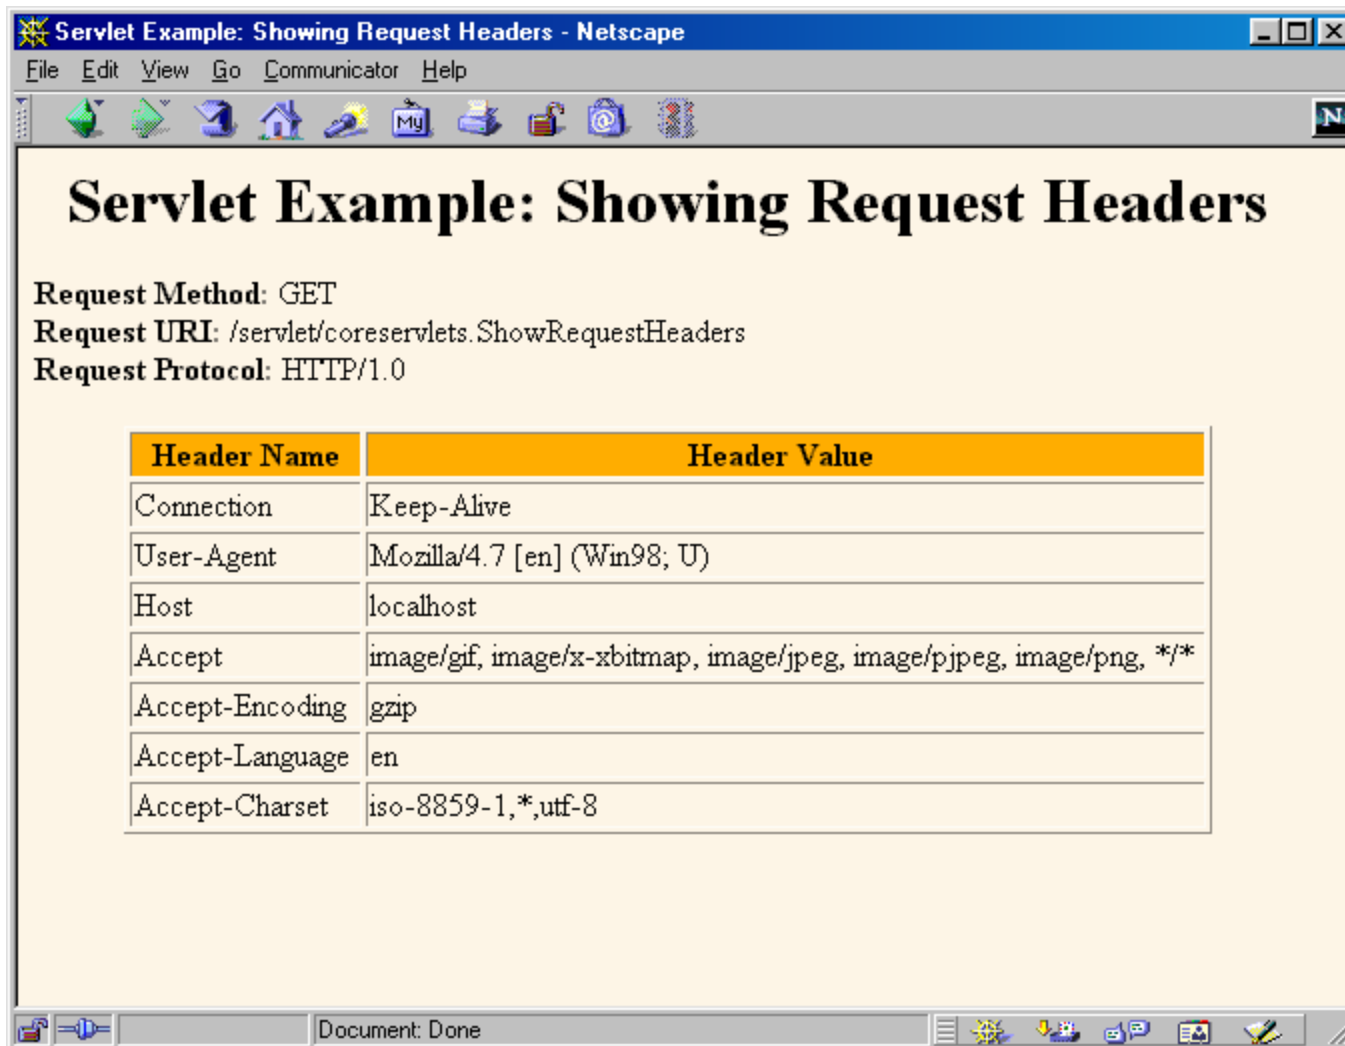 Servlet Example: Showing Request Headers - Netscape
File Edit View Go Communicator Help
My
N
Servlet Example: Showing Request Headers
Request Method: GET
Request URI: /servlet/coreservlets.ShowRequestHeaders
Request Protocol: HTTP/1.0
Header Name Header Value
Connection Keep-Alive
User-Agent Mozilla/4.7 [en] (Win98; U)
Host localhost
Accept image/gif, image/x-xbitmap, image/jpeg, image/pjpeg, image/png, */*
Accept-Encoding gzip
Accept-Language en
Accept-Charset iso-8859-1,*,utf-8
Document: Done